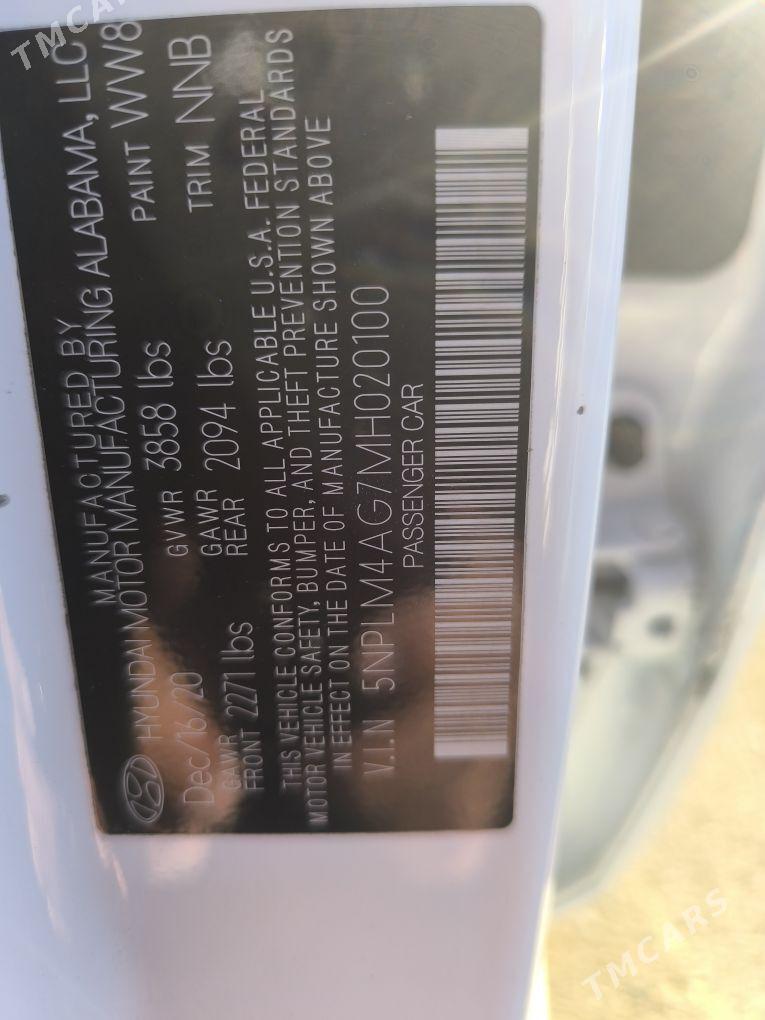 TMCARS
MANUFACTURED BY
HYUNDAI MOTOR MANUFACTURING ALABAMA, LLC
Dec/16/20 GVWR 3858 lbs PAINT WW8
GAWR FRONT 2271 lbs GAWR REAR 2094 lbs TRIM NNB
THIS VEHICLE CONFORMS TO ALL APPLICABLE U.S.A. FEDERAL
MOTOR VEHICLE SAFETY, BUMPER, AND THEFT PREVENTION STANDARDS
IN EFFECT ON THE DATE OF MANUFACTURE SHOWN ABOVE
V.I.N 5NPLM4AG7MH020100
PASSENGER CAR
TMCARS